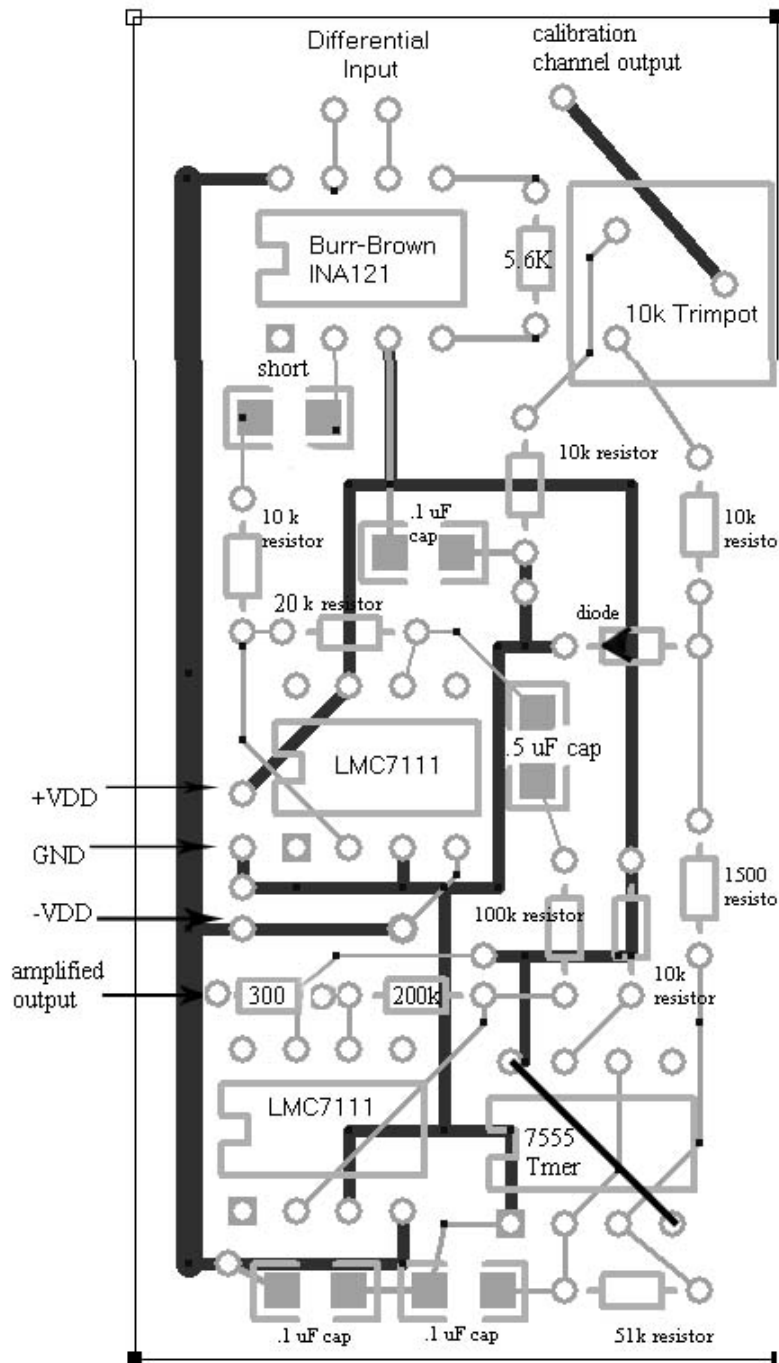 Differential
Input
calibration
channel output
Burr-Brown
INA121
5.6K
10k Trimpot
short
10k resistor
.1 uF
cap
10 k
resistor
10k
resisto
20 k resistor
diode
.5 uF cap
LMC7111
+VDD
GND
-VDD
1500
resisto
100k resistor
amplified
output
300
200k
10k
resistor
LMC7111
7555
Tmer
.1 uF cap
.1 uF cap
51k resistor